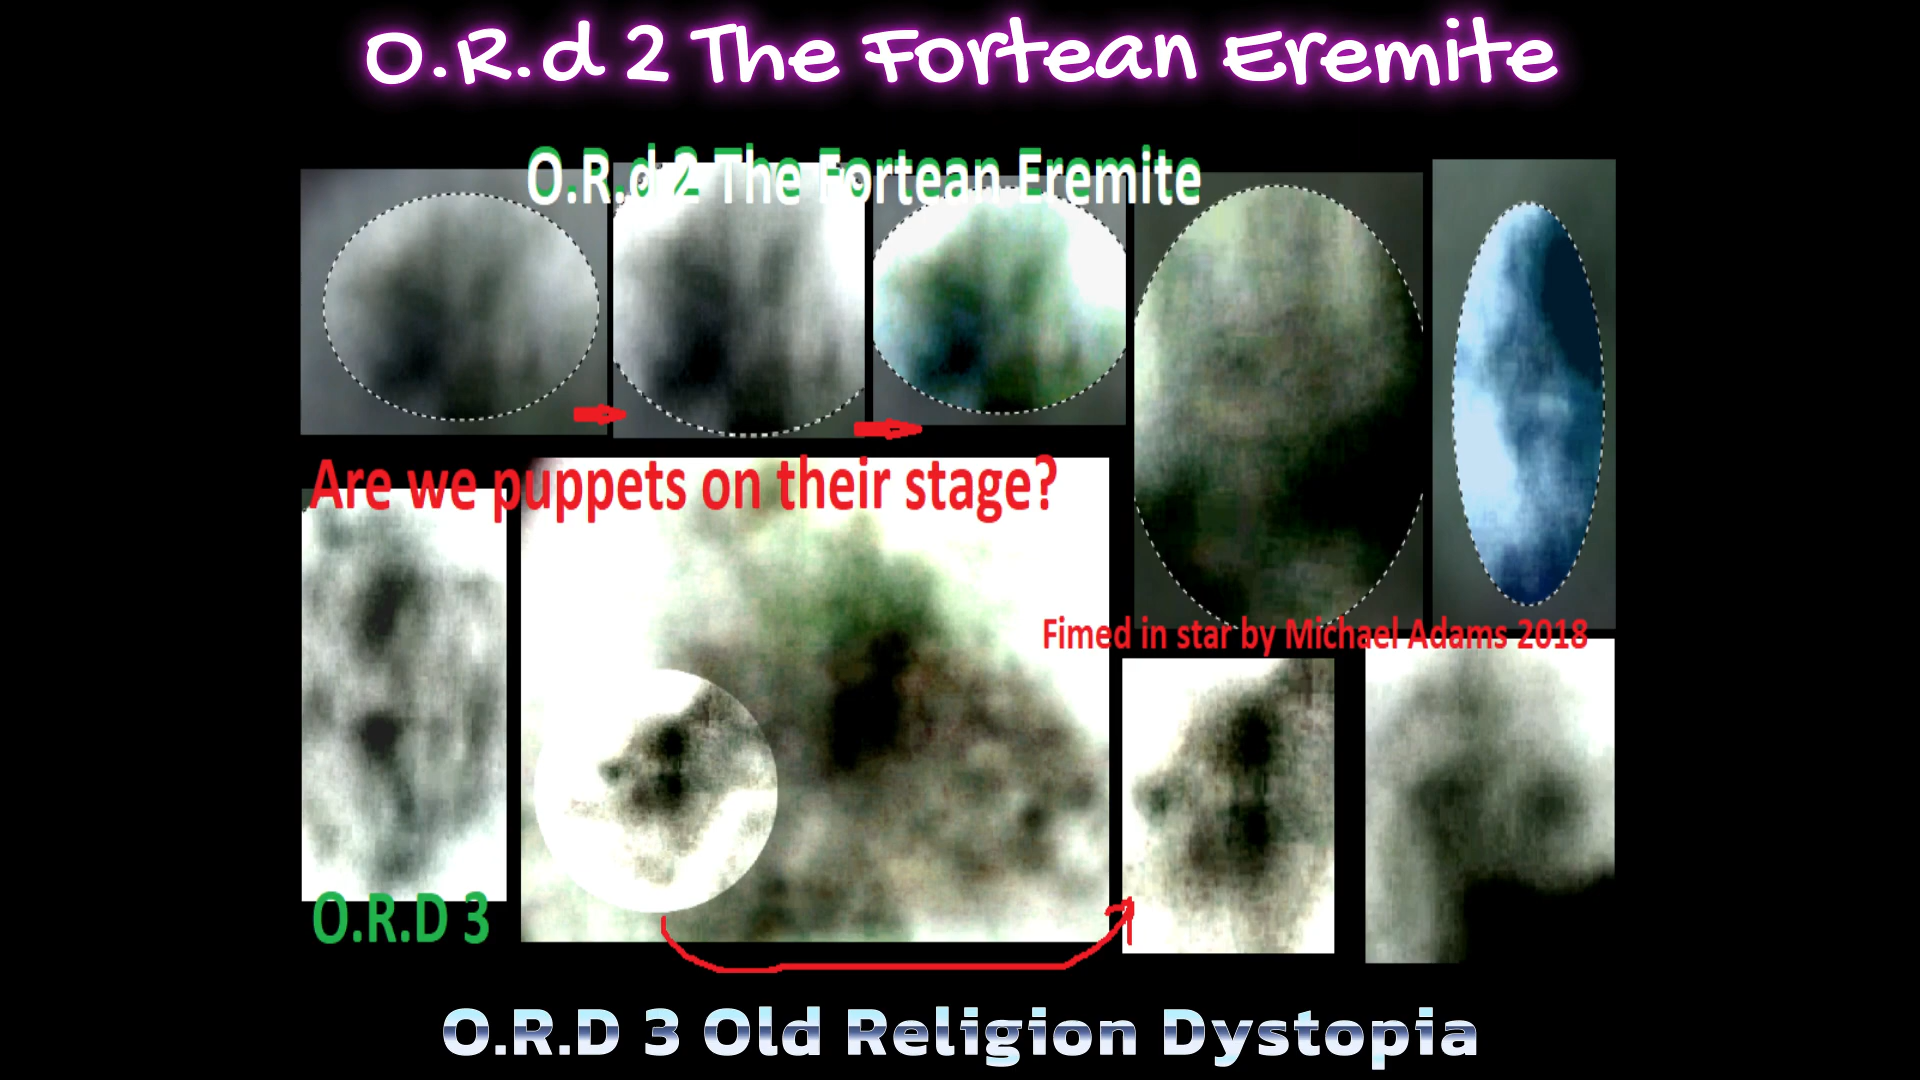 O.R.d 2 The Fortean Eremite
O.R.d 2 The Fortean Eremite
Are we puppets on their stage?
Fimed in star by Michael Adams 2018
O.R.D 3
O.R.D 3 Old Religion Dystopia